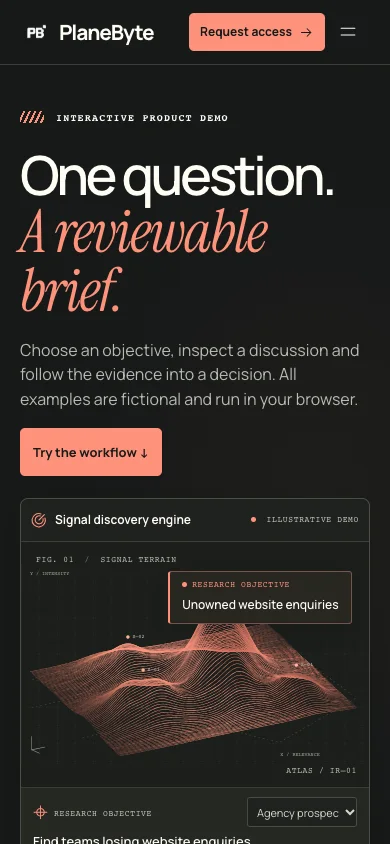 PB PlaneByte
Request access →
INTERACTIVE PRODUCT DEMO
One question.
A reviewable
brief.
Choose an objective, inspect a discussion and
follow the evidence into a decision. All
examples are fictional and run in your browser.
Try the workflow ↓
Signal discovery engine
ILLUSTRATIVE DEMO
FIG. 01 / SIGNAL TERRAIN
Y / INTENSITY
RESEARCH OBJECTIVE
Unowned website enquiries
X / RELEVANCE
ATLAS / IR—01
RESEARCH OBJECTIVE
Agency prospec
Find teams losing website enquiries